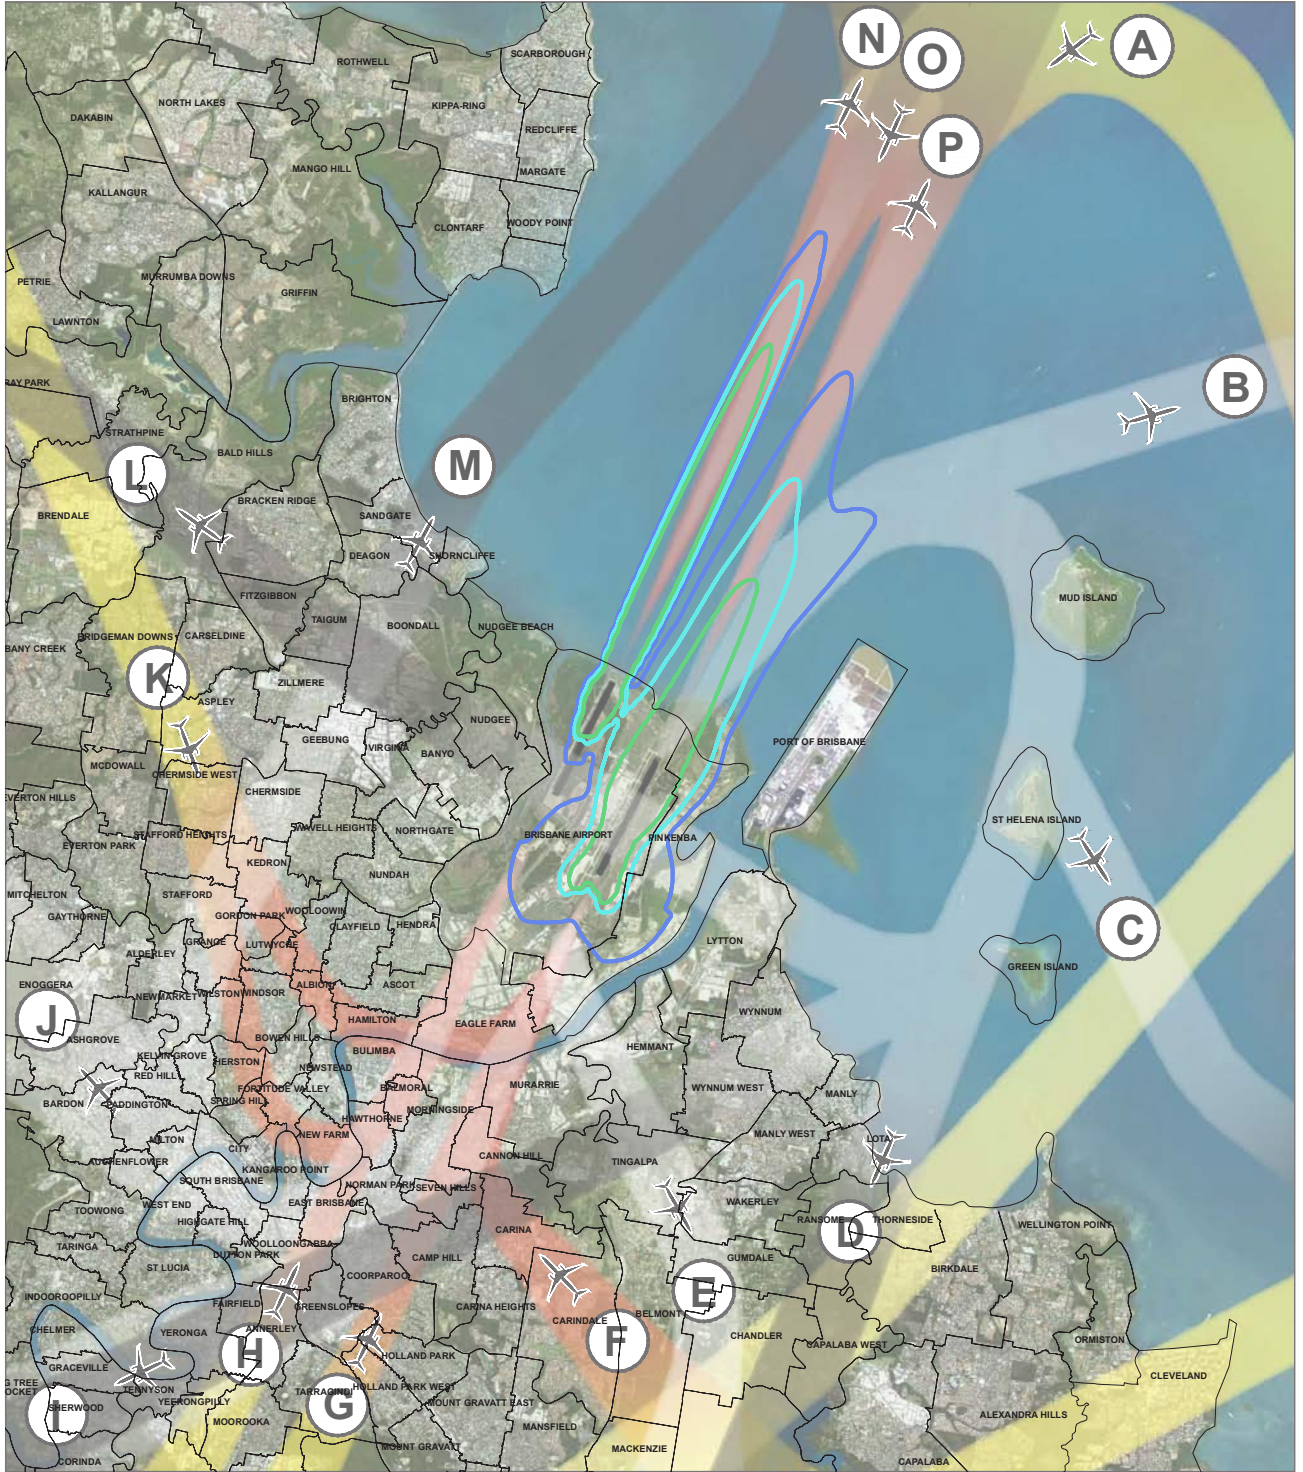 N
O
A
SCARBOROUGH
ROTHWELL
NORTH LAKES
KIPPA-RING
DAKABIN
REDCLIFFE
P
MANGO HILL
MARGATE
KALLANGUR
CLONTARF
WOODY POINT
PETRIE
MURRUMBA DOWNS
GRIFFIN
LAWNTON
RAY PARK
B
BRIGHTON
STRATHPINE
BALD HILLS
L
M
BRENDALE
BRACKEN RIDGE
SANDGATE
DEAGON
SHORNCLIFFE
FITZGIBBON
MUD ISLAND
TAIGUM
BOONDALL
NUDGEE BEACH
BRIDGEMAN DOWNS
CARSELDINE
BANY CREEK
K
ZILLMERE
ASPLEY
NUDGEE
GEEBUNG
VIRGINIA
BANYO
PORT OF BRISBANE
MCDOWALL
CHERMSIDE WEST
CHERMSIDE
EVERTON HILLS
ST HELENA ISLAND
STAFFORD HEIGHTS
WAVELL HEIGHTS
NORTHGATE
BRISBANE AIRPORT
PINKENBA
EVERTON PARK
KEDRON
NUNDAH
MITCHELTON
STAFFORD
GAYTHORNE
GORDON PARK
WOOLOOWIN
CLAYFIELD
HENDRA
C
GRANGE
LUTWYCHE
LYTTON
ALDERLEY
GREEN ISLAND
ENOGGERA
ALBION
ASCOT
NEWMARKET
WILSTON
WINDSOR
J
WYNNUM
HAMILTON
EAGLE FARM
ASHGROVE
BOWEN HILLS
HEMMANT
BULIMBA
KELVIN GROVE
HERSTON
NEWSTEAD
RED HILL
FORTITUDE VALLEY
BALMORAL
MURARRIE
WYNNUM WEST
MANLY
BARDON
PADDINGTON
SPRING HILL
MORNINGSIDE
HAWTHORNE
MILTON
NEW FARM
MANLY WEST
LOTA
CITY
CANNON HILL
TINGALPA
AUCHENFLOWER
KANGAROO POINT
SOUTH BRISBANE
NORMAN PARK
SEVEN HILLS
TOOWONG
WEST END
EAST BRISBANE
WAKERLEY
HIGHGATE HILL
RANSOME
D
THORNESIDE
WELLINGTON POINT
TARINGA
WOOLLOONGABBA
CARINA
DUTTON PARK
CAMP HILL
GUMDALE
ST LUCIA
COORPAROO
BIRKDALE
INDOOROOPILLY
FAIRFIELD
GREENSLOPES
CARINA HEIGHTS
E
CARINDALE
BELMONT
CHELMER
YERONGA
ANNERLEY
CHANDLER
CAPALABA WEST
ORMISTON
H
F
HOLLAND PARK
GRACEVILLE
CLEVELAND
G TREE
OCKET
TENNYSON
TARRAGINDI
HOLLAND PARK WEST
YEERONGPILLY
MOUNT GRAVATT EAST
I
SHERWOOD
G
ALEXANDRA HILLS
MOOROOKA
MANSFIELD
MOUNT GRAVATT
MACKENZIE
CORINDA
CAPALABA